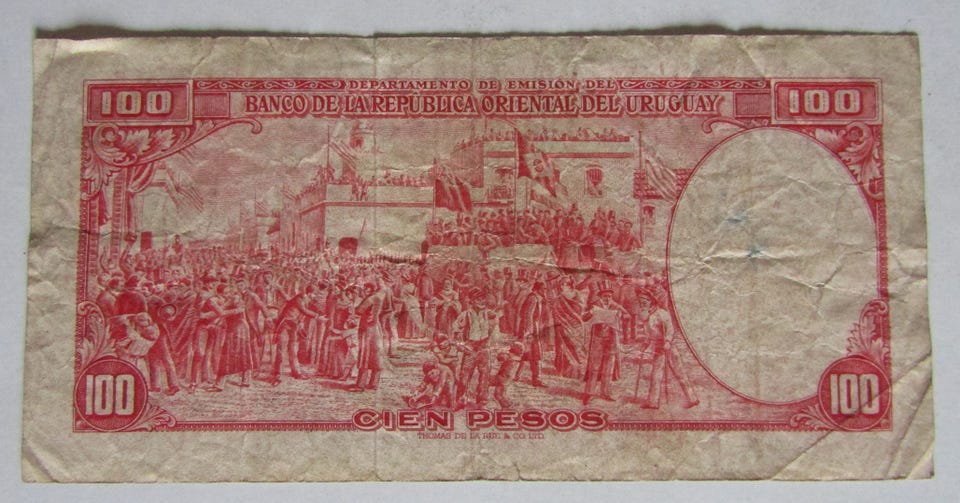 DEPARTAMENTO DE EMISIÓN DEL
100 BANCO DE LA REPÚBLICA ORIENTAL DEL URUGUAY 100
100 CIEN PESOS 100
THOMAS DE LA RUE & CO. LTD.